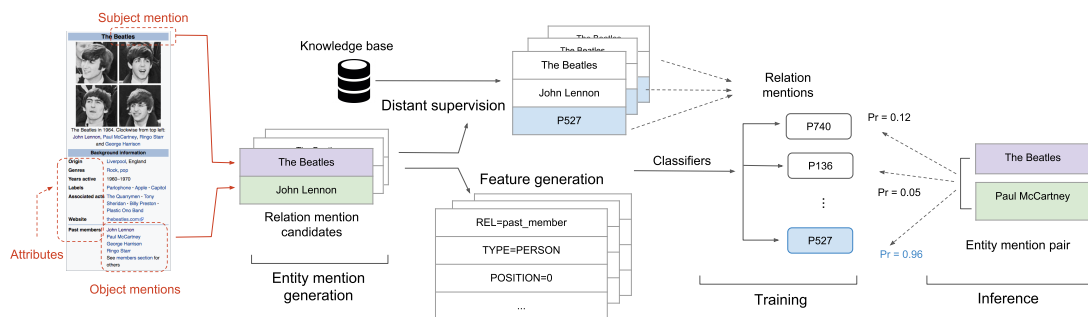 Subject mention
The Beatles
The Beatles in 1964. Clockwise from top left:
John Lennon, Paul McCartney, Ringo Starr
and George Harrison
Background information
Origin Liverpool, England
Genres Rock, pop
Years active 1960–1970
Labels Parlophone · Apple · Capitol
Associated acts The Quarrymen · Tony
Sheridan · Billy Preston ·
Plastic Ono Band
Website thebeatles.com
Past members John Lennon
Paul McCartney
George Harrison
Ringo Starr
See members section for
others
Attributes
Object mentions
Knowledge base
Distant supervision
The Beatles
The Beatles
John Lennon
Relation mention
candidates
Entity mention
generation
The Beatles
The Beatles
John Lennon
P527
Feature generation
REL=past_member
TYPE=PERSON
POSITION=0
...
Relation
mentions
Classifiers
P740
P136
⋮
P527
Training
Pr = 0.12
Pr = 0.05
Pr = 0.96
The Beatles
Paul McCartney
Entity mention pair
Inference